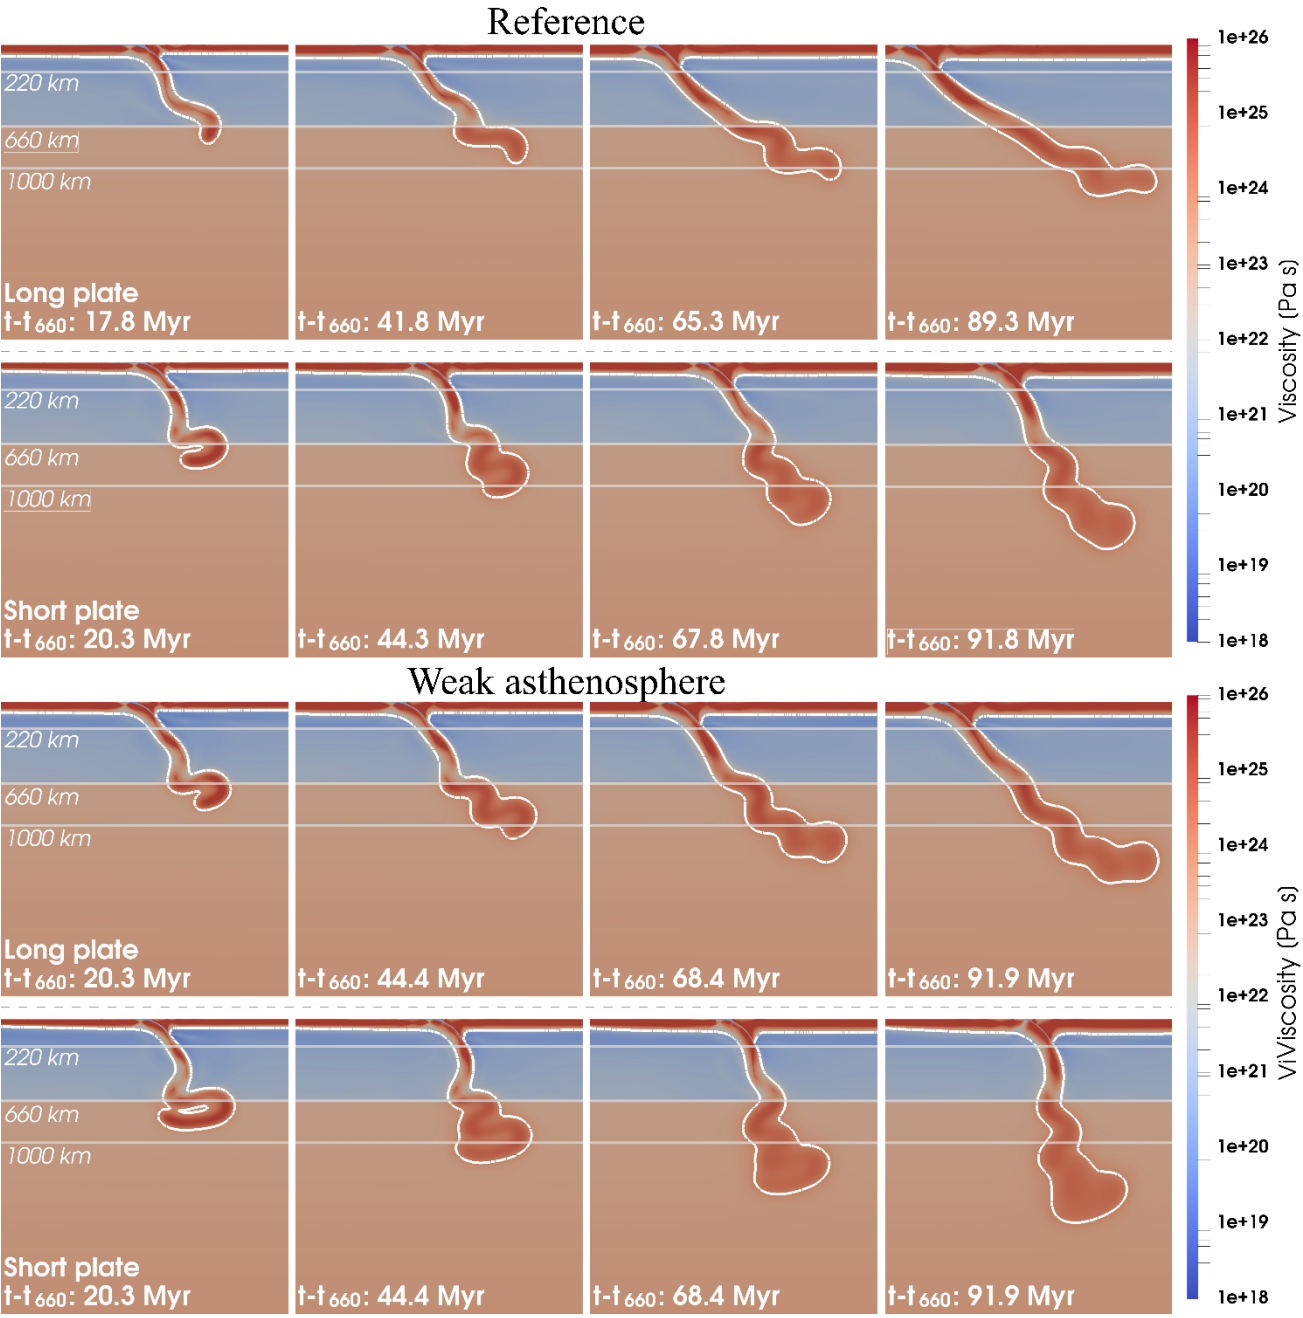 Reference
220 km
660 km
1000 km
Long plate
t-t660: 17.8 Myr
t-t660: 41.8 Myr
t-t660: 65.3 Myr
t-t660: 89.3 Myr
220 km
660 km
1000 km
Short plate
t-t660: 20.3 Myr
t-t660: 44.3 Myr
t-t660: 67.8 Myr
t-t660: 91.8 Myr
1e+26
1e+25
1e+24
1e+23
1e+22
1e+21
1e+20
1e+19
1e+18
Viscosity (Pa s)
Weak asthenosphere
220 km
660 km
1000 km
Long plate
t-t660: 20.3 Myr
t-t660: 44.4 Myr
t-t660: 68.4 Myr
t-t660: 91.9 Myr
220 km
660 km
1000 km
Short plate
t-t660: 20.3 Myr
t-t660: 44.4 Myr
t-t660: 68.4 Myr
t-t660: 91.9 Myr
1e+26
1e+25
1e+24
1e+23
1e+22
1e+21
1e+20
1e+19
1e+18
ViViscosity (Pa s)